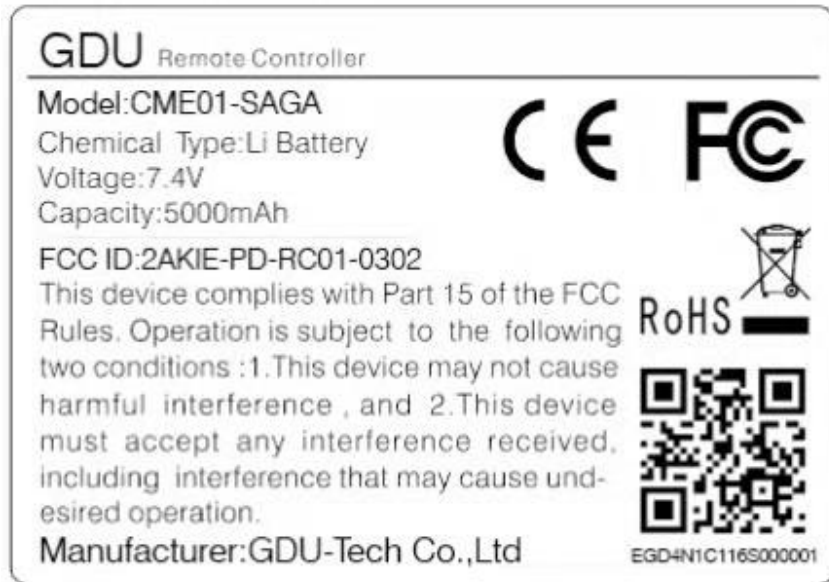 GDU Remote Controller
Model:CME01-SAGA
Chemical Type:Li Battery
Voltage:7.4V
Capacity:5000mAh
CE FC
FCC ID:2AKIE-PD-RC01-0302
This device complies with Part 15 of the FCC
Rules. Operation is subject to the following
two conditions :1.This device may not cause
harmful interference , and 2.This device
must accept any interference received,
including interference that may cause und-
esired operation.
RoHS
Manufacturer:GDU-Tech Co.,Ltd
EGD4N1C116S000001